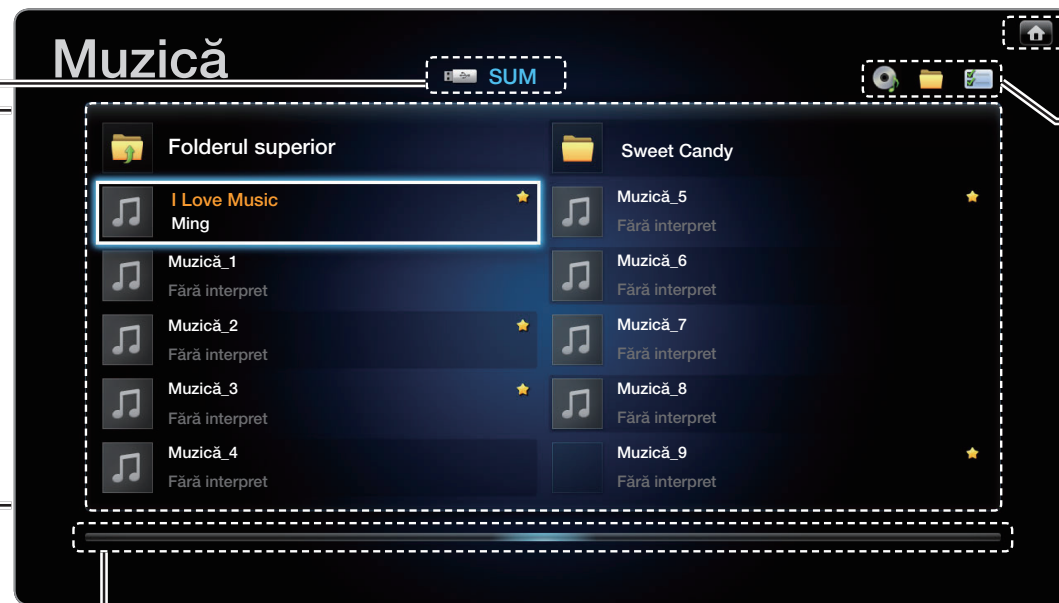 Muzică
SUM
Folderul superior
Sweet Candy
I Love Music
Ming
Muzică_5
Fără interpret
Muzică_1
Fără interpret
Muzică_6
Fără interpret
Muzică_2
Fără interpret
Muzică_7
Fără interpret
Muzică_3
Fără interpret
Muzică_8
Fără interpret
Muzică_4
Fără interpret
Muzică_9
Fără interpret